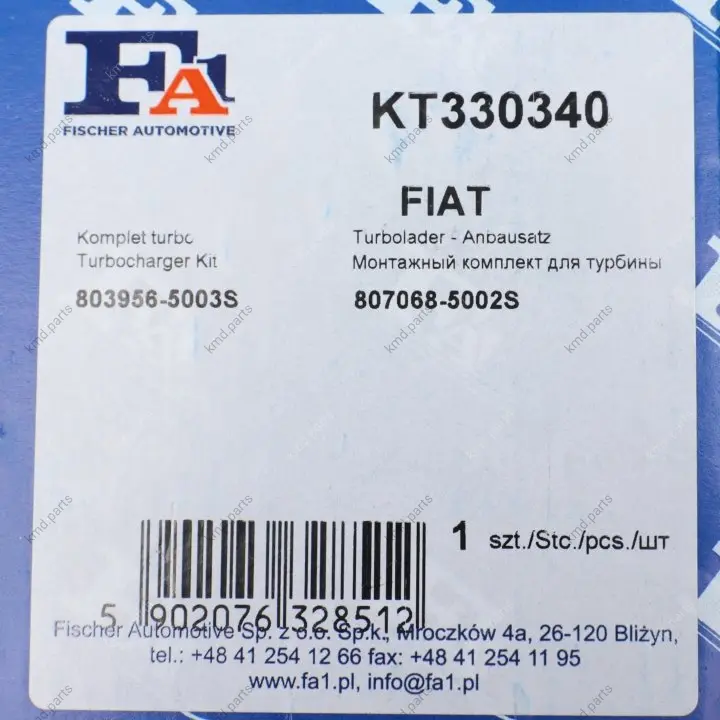 FA1
FISCHER AUTOMOTIVE
KT330340
FIAT
Komplet turbo
Turbolader - Anbausatz
Turbocharger Kit
Монтажный комплект для турбины
803956-5003S
807068-5002S
1 szt./Stc./pcs./шт
5 902076 328512
Fischer Automotive Sp. z o.o. Sp.k., Mroczków 4a, 26-120 Bliżyn,
tel.: +48 41 254 12 66 fax: +48 41 254 11 95
www.fa1.pl, info@fa1.pl
kmd.parts